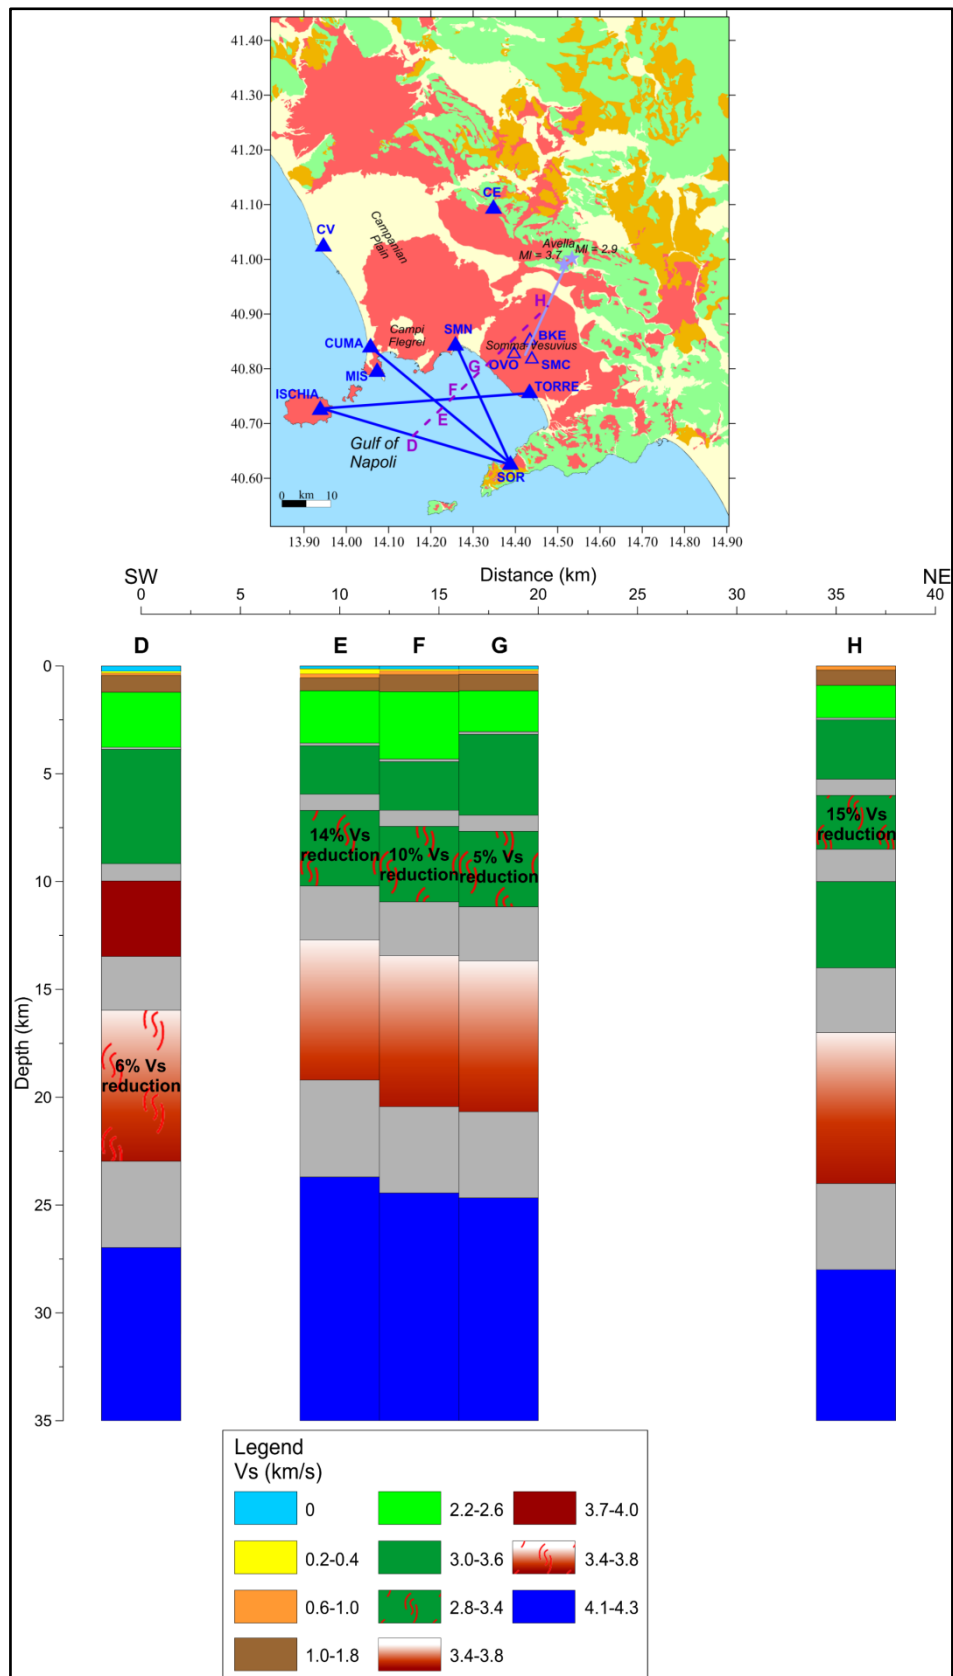 41.40
41.30
41.20
41.10
41.00
40.90
40.80
40.70
40.60
CE
CV
Campanian
Plain
Avella
Ml = 3.7
Ml = 2.9
H
Campi
Flegrei
SMN
CUMA
MIS
BKE
Somma-Vesuvius
OVO
SMC
G
TORRE
ISCHIA
F
E
D
Gulf of
Napoli
SOR
0 km 10
13.90 14.00 14.10 14.20 14.30 14.40 14.50 14.60 14.70 14.80 14.90
SW Distance (km) NE
0 5 10 15 20 25 30 35 40
D E F G H
0
5
10
15
20
25
30
35
Depth (km)
14% Vs
reduction
10% Vs
reduction
5% Vs
reduction
15% Vs
reduction
6% Vs
reduction
Legend
Vs (km/s)
0 2.2-2.6 3.7-4.0
0.2-0.4 3.0-3.6 3.4-3.8
0.6-1.0 2.8-3.4 4.1-4.3
1.0-1.8 3.4-3.8